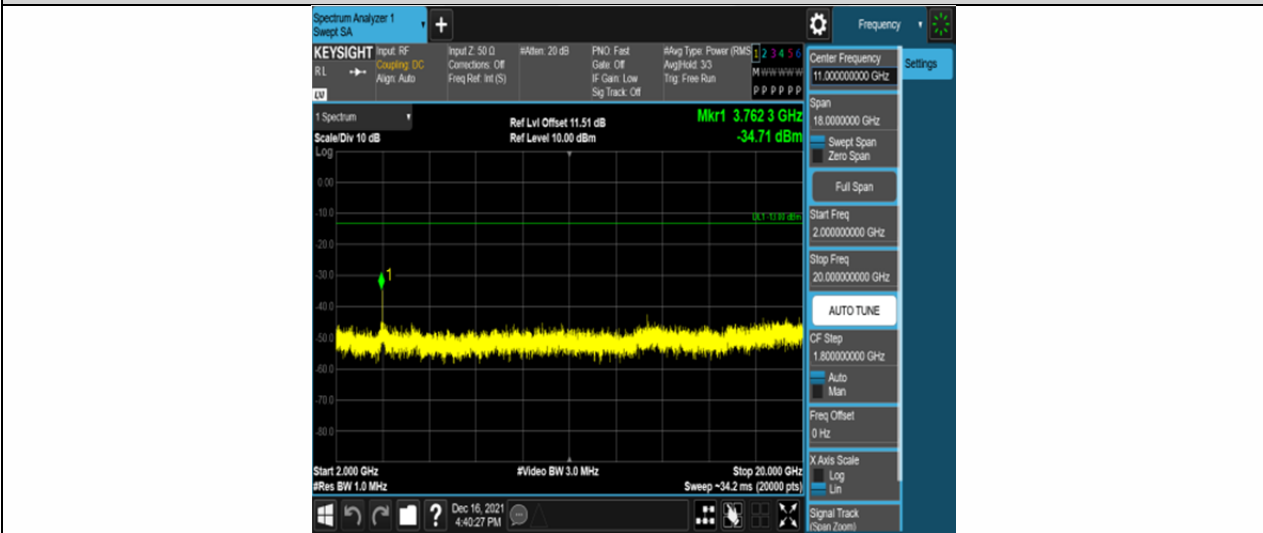 Spectrum Analyzer 1
Swept SA
+
Frequency
KEYSIGHT
RL
LV
Input: RF
Coupling: DC
Align: Auto
Input Z: 50 Ω
Corrections: Off
Freq Ref: Int (S)
#Atten: 20 dB
PNO: Fast
Gate: Off
IF Gain: Low
Sig Track: Off
#Avg Type: Power (RMS
Avg|Hold: 3/3
Trig: Free Run
1 2 3 4 5 6
M W W W W W
P P P P P P
1 Spectrum
Scale/Div 10 dB
Log
Ref Lvl Offset 11.51 dB
Ref Level 10.00 dBm
Mkr1 3.762 3 GHz
-34.71 dBm
0.00
-10.0
DL1 -13.00 dBm
-20.0
-30.0
1
-40.0
-50.0
-60.0
-70.0
-80.0
Start 2.000 GHz
#Res BW 1.0 MHz
#Video BW 3.0 MHz
Stop 20.000 GHz
Sweep ~34.2 ms (20000 pts)
?
Dec 16, 2021
4:40:27 PM
Center Frequency
11.000000000 GHz
Settings
Span
18.0000000 GHz
Swept Span
Zero Span
Full Span
Start Freq
2.000000000 GHz
Stop Freq
20.000000000 GHz
AUTO TUNE
CF Step
1.800000000 GHz
Auto
Man
Freq Offset
0 Hz
X Axis Scale
Log
Lin
Signal Track
(Span Zoom)